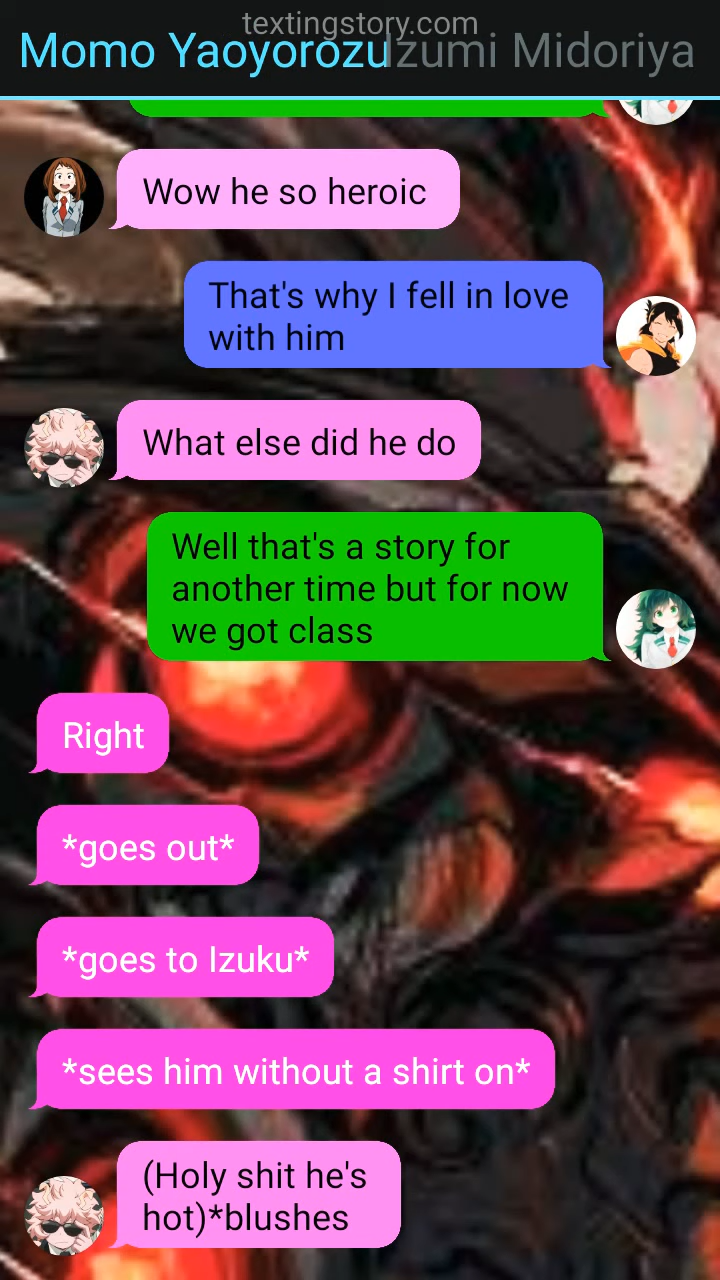 textingstory.com
Momo Yaoyorozu Izumi Midoriya
Wow he so heroic
That's why I fell in love
with him
What else did he do
Well that's a story for
another time but for now
we got class
Right
*goes out*
*goes to Izuku*
*sees him without a shirt on*
(Holy shit he's
hot)*blushes